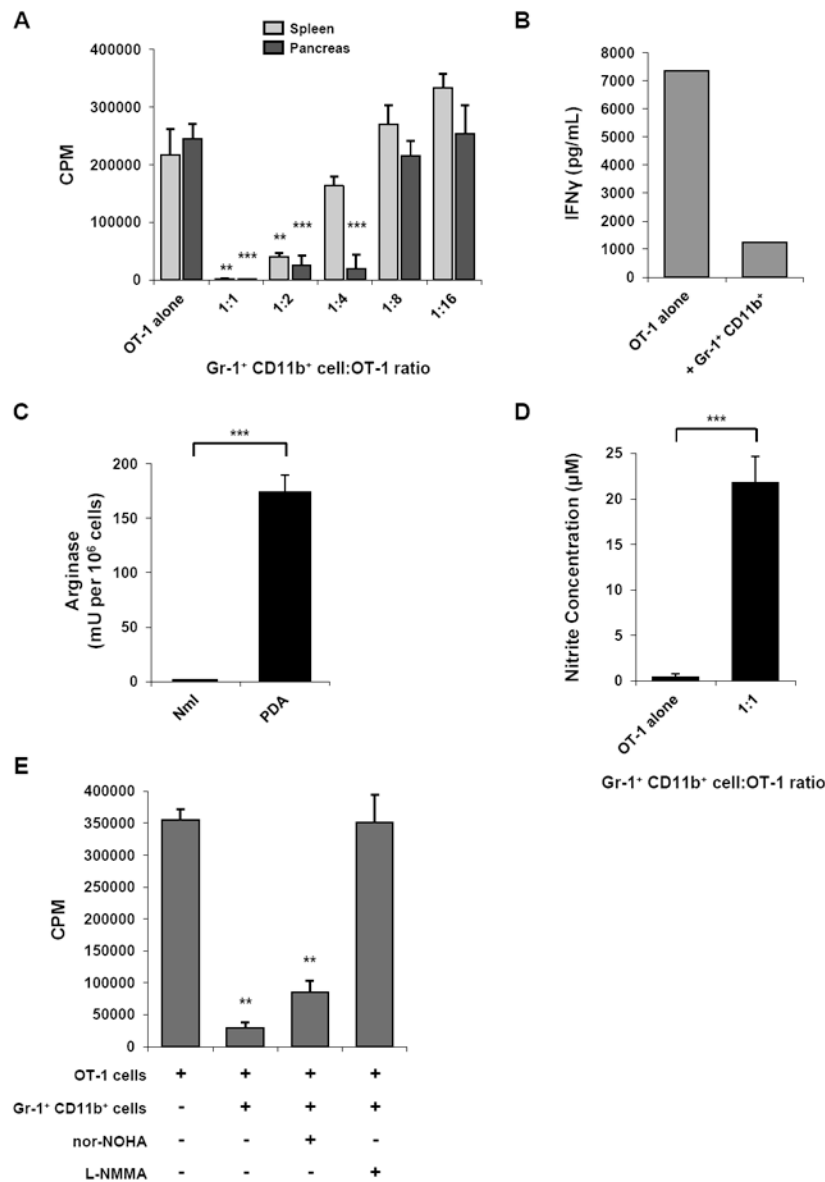 A
Spleen
Pancreas
400000
300000
200000
100000
0
CPM
** *** ** *** ***
OT-1 alone 1:1 1:2 1:4 1:8 1:16
Gr-1⁺ CD11b⁺ cell:OT-1 ratio
B
8000
7000
6000
5000
4000
3000
2000
1000
0
IFNγ (pg/mL)
OT-1 alone + Gr-1⁺ CD11b⁺
C
***
200
150
100
50
0
Arginase
(mU per 10⁶ cells)
Nml PDA
D
***
25
20
15
10
5
0
Nitrite Concentration (µM)
OT-1 alone 1:1
Gr-1⁺ CD11b⁺ cell:OT-1 ratio
E
400000
350000
300000
250000
200000
150000
100000
50000
0
CPM
** **
OT-1 cells + + + +
Gr-1⁺ CD11b⁺ cells - + + +
nor-NOHA - - + -
L-NMMA - - - +